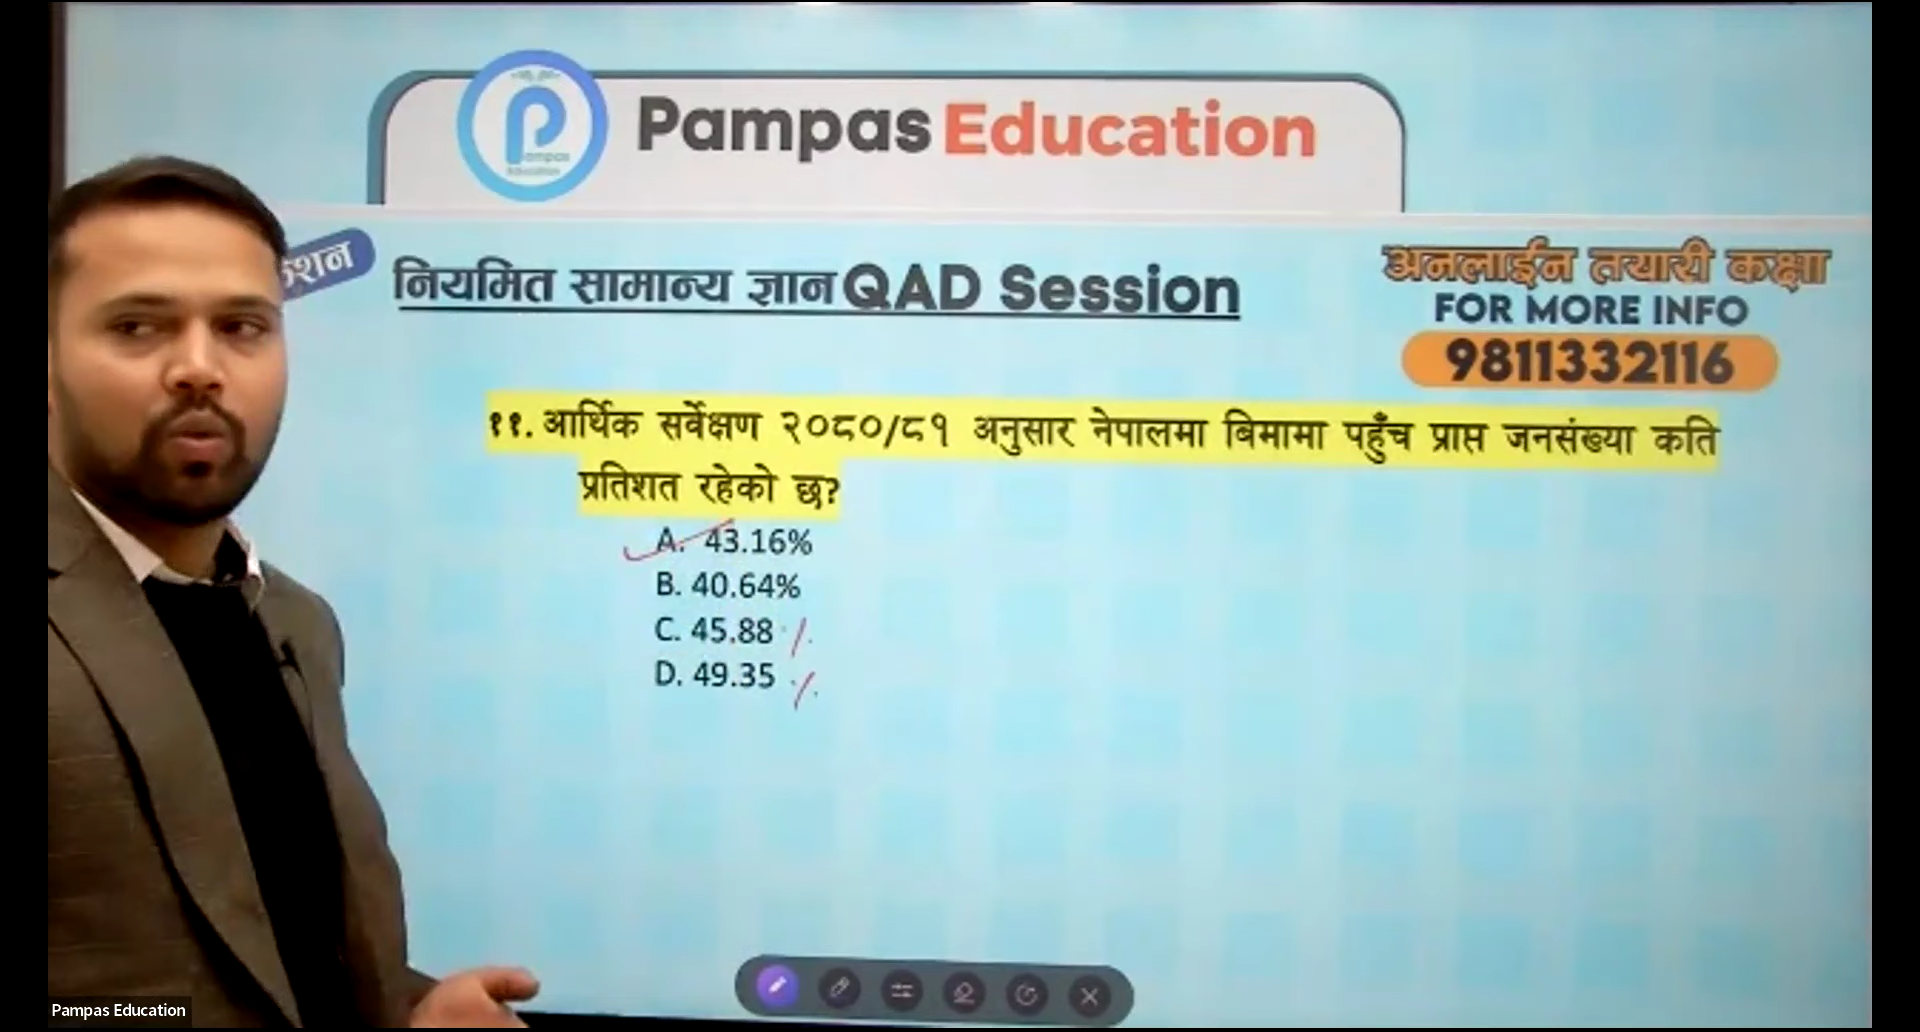 Pampas Education
नियमित सामान्य ज्ञान QAD Session
अनलाईन तयारी कक्षा
FOR MORE INFO
9811332116
११. आर्थिक सर्वेक्षण २०८०/८१ अनुसार नेपालमा बिमामा पहुँच प्राप्त जनसंख्या कति
प्रतिशत रहेको छ?
A. 43.16%
B. 40.64%
C. 45.88 %
D. 49.35 %
Pampas Education